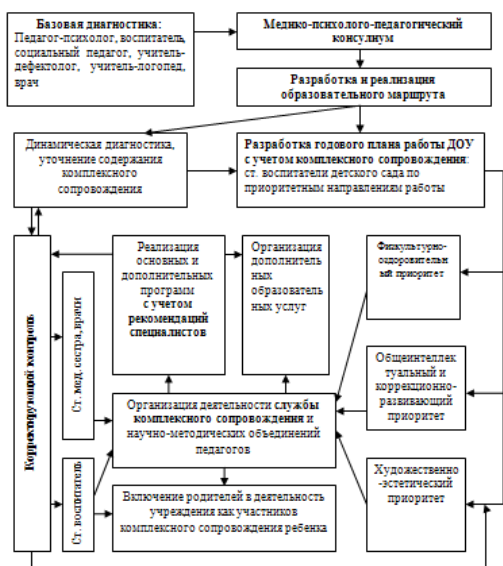 Базовая диагностика:
Педагог-психолог, воспитатель,
социальный педагог, учитель-
дефектолог, учитель-логопед,
врач
Медико-психолого-педагогический
консулиум
Разработка и реализация
образовательного маршрута
Динамическая диагностика,
уточнение содержания
комплексного
сопровождения
Разработка годового плана работы ДОУ
с учетом комплексного сопровождения:
ст. воспитатели детского сада по
приоритетным направлениям работы
Корректирующий контроль
Ст. мед. сестра, врачи
Ст. воспитатель
Реализация
основных и
дополнительных
программ
с учетом
рекомендаций
специалистов
Организация
дополнитель
ных
образователь
ных услуг
Физкультурно-
оздоровительн
ый приоритет
Общеинтеллек
туальный и
коррекционно-
развивающий
приоритет
Художественно
-эстетический
приоритет
Организация деятельности службы
комплексного сопровождения и
научно-методических объединений
педагогов
Включение родителей в деятельность
учреждения как участников
комплексного сопровождения ребенка